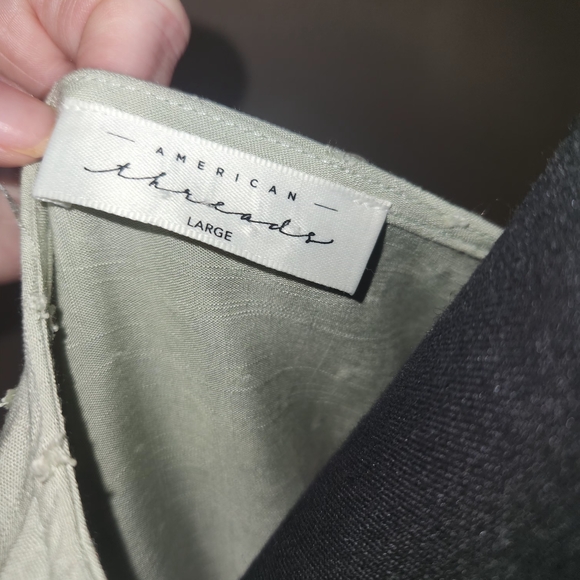 — AMERICAN —
threads
LARGE